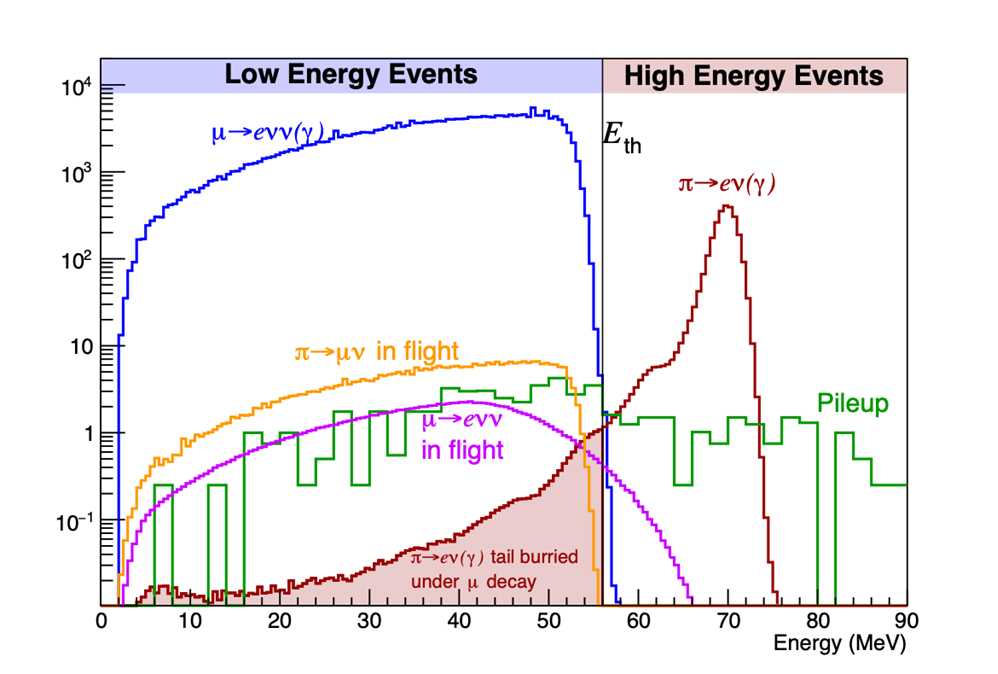 Low Energy Events
High Energy Events
10⁴
10³
10²
10
1
10⁻¹
μ→eνν(γ)
E_th
π→eν(γ)
π→μν in flight
Pileup
μ→eνν
in flight
π→eν(γ) tail burried
under μ decay
0 10 20 30 40 50 60 70 80 90
Energy (MeV)